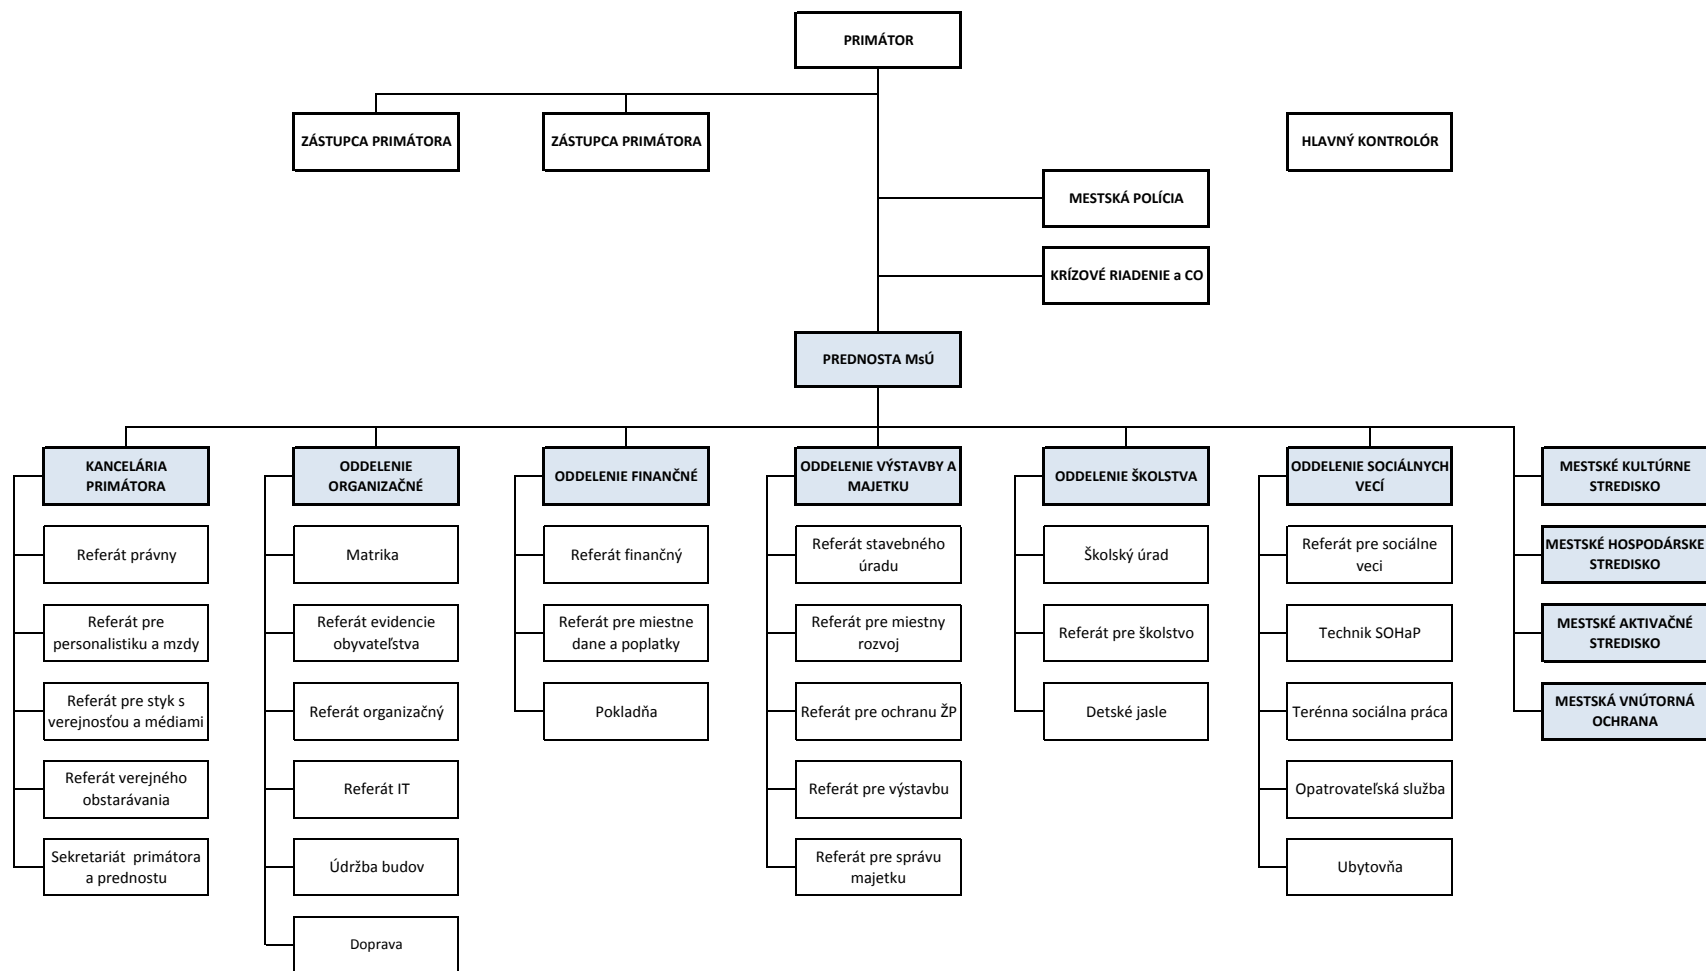 PRIMÁTOR
ZÁSTUPCA PRIMÁTORA
ZÁSTUPCA PRIMÁTORA
HLAVNÝ KONTROLÓR
MESTSKÁ POLÍCIA
KRÍZOVÉ RIADENIE a CO
PREDNOSTA MsÚ
KANCELÁRIA
PRIMÁTORA
Referát právny
Referát pre
personalistiku a mzdy
Referát pre styk s
verejnosťou a médiami
Referát verejného
obstarávania
Sekretariát primátora
a prednostu
ODDELENIE
ORGANIZAČNÉ
Matrika
Referát evidencie
obyvateľstva
Referát organizačný
Referát IT
Údržba budov
Doprava
ODDELENIE FINANČNÉ
Referát finančný
Referát pre miestne
dane a poplatky
Pokladňa
ODDELENIE VÝSTAVBY A
MAJETKU
Referát stavebného
úradu
Referát pre miestny
rozvoj
Referát pre ochranu ŽP
Referát pre výstavbu
Referát pre správu
majetku
ODDELENIE ŠKOLSTVA
Školský úrad
Referát pre školstvo
Detské jasle
ODDELENIE SOCIÁLNYCH
VECÍ
Referát pre sociálne
veci
Technik SOHaP
Terénna sociálna práca
Opatrovateľská služba
Ubytovňa
MESTSKÉ KULTÚRNE
STREDISKO
MESTSKÉ HOSPODÁRSKE
STREDISKO
MESTSKÉ AKTIVAČNÉ
STREDISKO
MESTSKÁ VNÚTORNÁ
OCHRANA